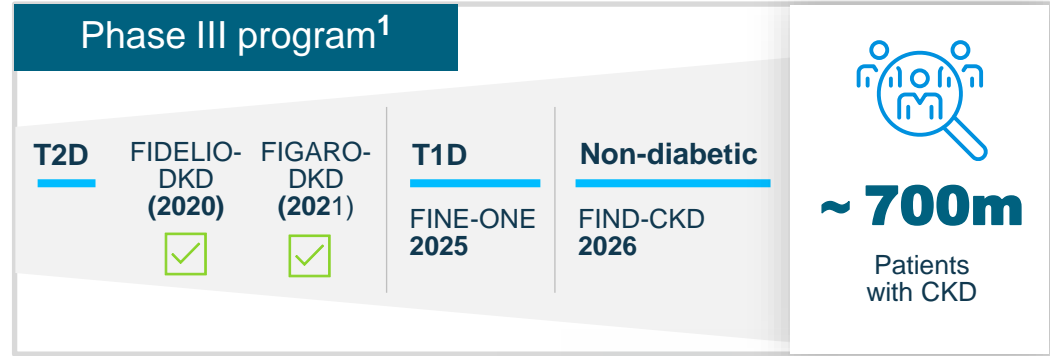 Phase III program1
T2D
FIDELIO-
DKD
(2020)
FIGARO-
DKD
(2021)
T1D
FINE-ONE
2025
Non-diabetic
FIND-CKD
2026
~ 700m
Patients
with CKD